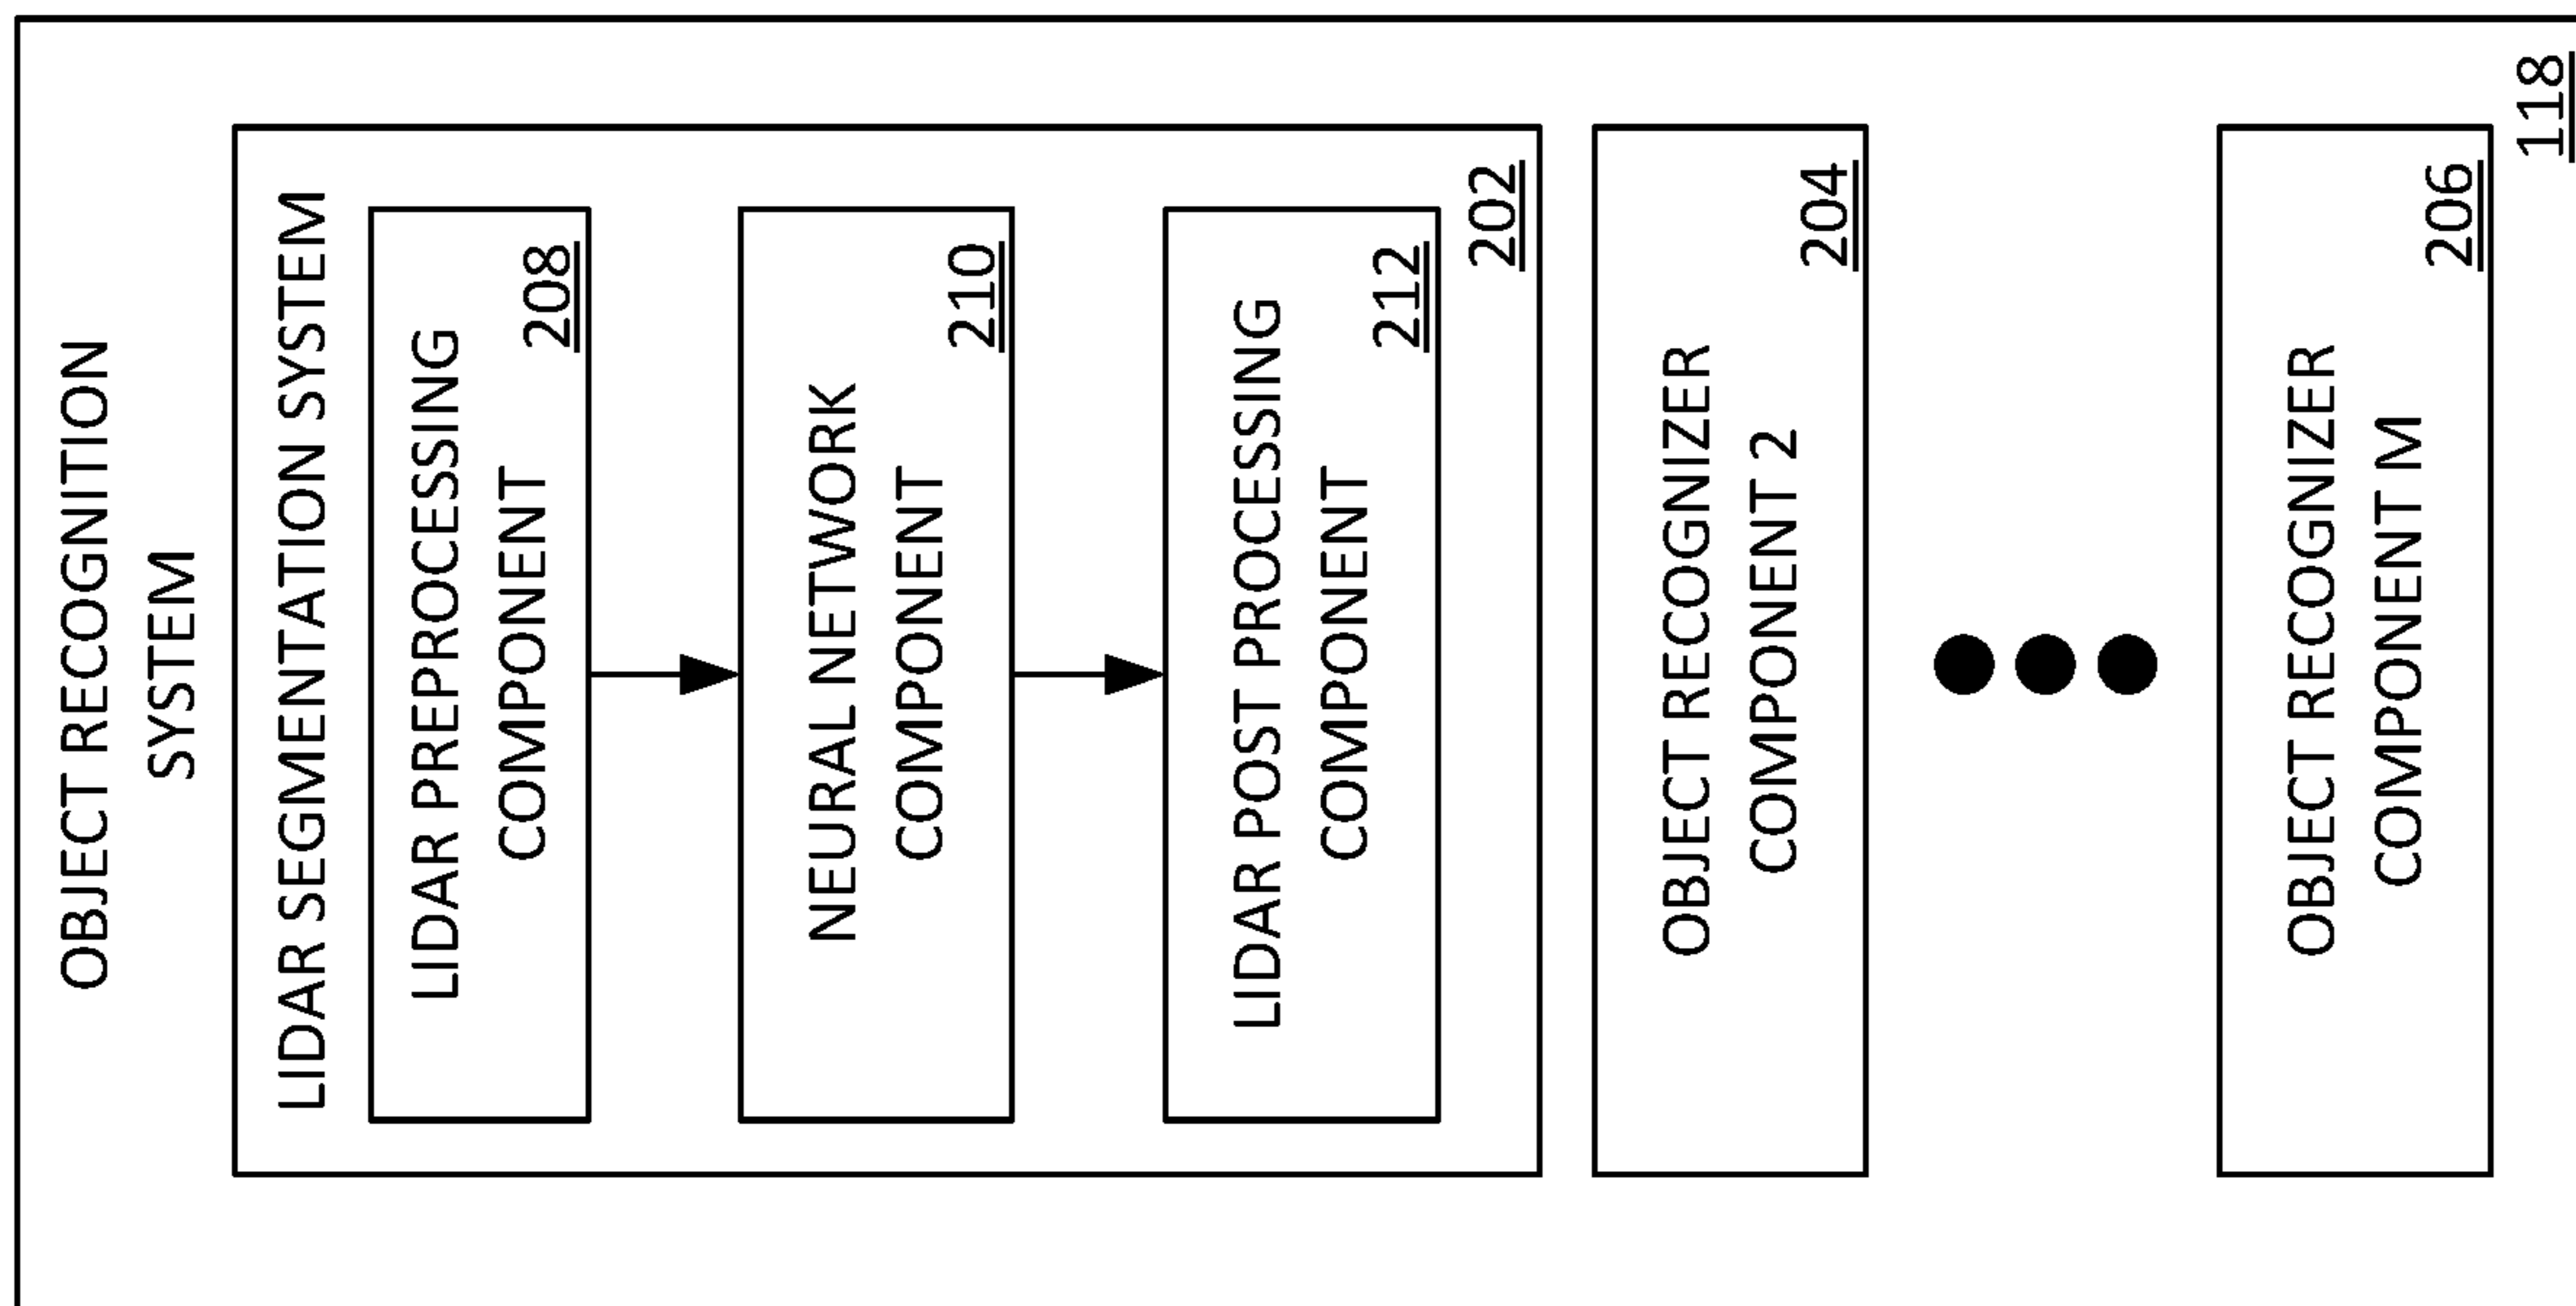 OBJECT RECOGNITION
SYSTEM
LIDAR SEGMENTATION SYSTEM
LIDAR PREPROCESSING
COMPONENT
208
NEURAL NETWORK
COMPONENT
210
LIDAR POST PROCESSING
COMPONENT
212
202
OBJECT RECOGNIZER
COMPONENT 2
204
OBJECT RECOGNIZER
COMPONENT M
206
118